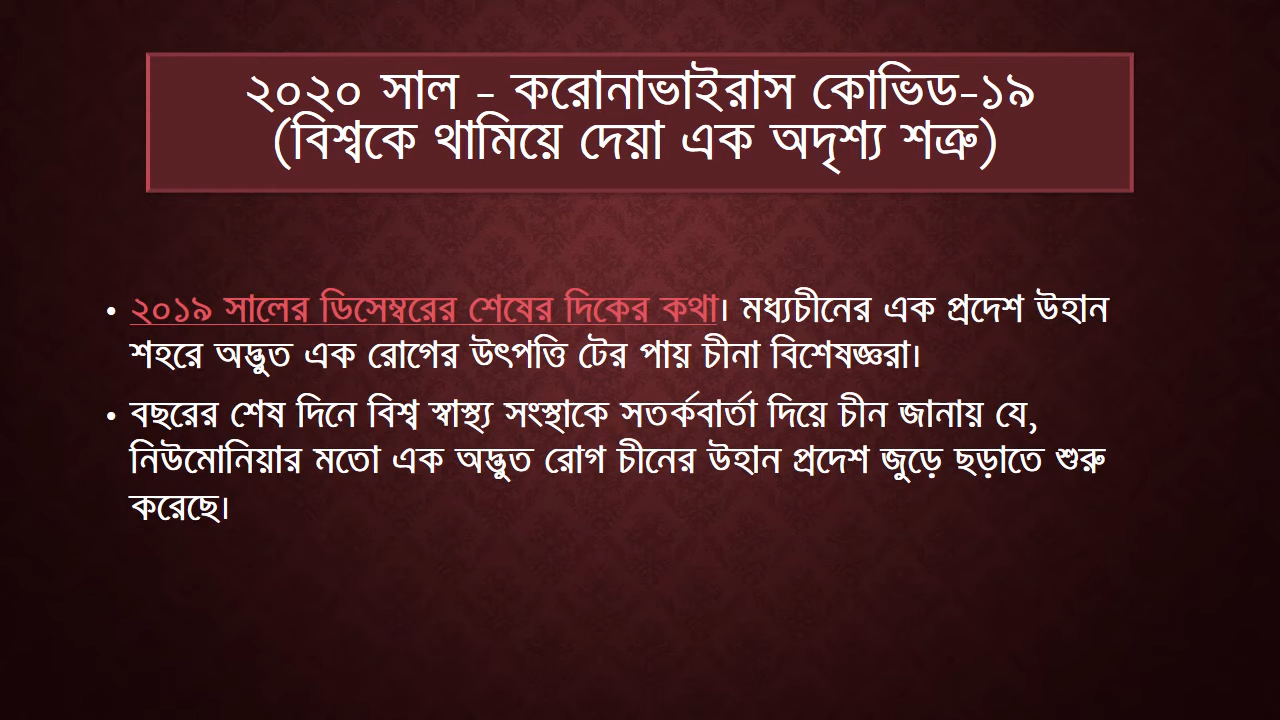 ২০২০ সাল - করোনাভাইরাস কোভিড-১৯
(বিশ্বকে থামিয়ে দেয়া এক অদৃশ্য শত্রু)
• ২০১৯ সালের ডিসেম্বরের শেষের দিকের কথা। মধ্যচীনের এক প্রদেশ উহান
শহরে অদ্ভুত এক রোগের উৎপত্তি টের পায় চীনা বিশেষজ্ঞরা।
• বছরের শেষ দিনে বিশ্ব স্বাস্থ্য সংস্থাকে সতর্কবার্তা দিয়ে চীন জানায় যে,
নিউমোনিয়ার মতো এক অদ্ভুত রোগ চীনের উহান প্রদেশ জুড়ে ছড়াতে শুরু
করেছে।